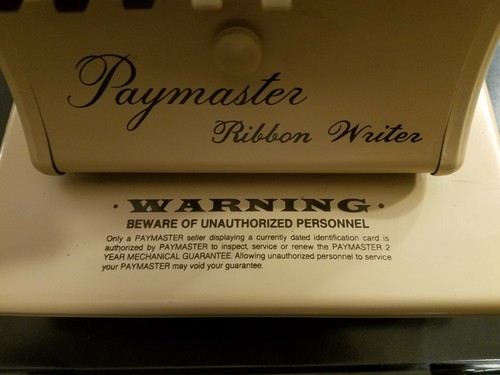 Paymaster
Ribbon Writer
· WARNING ·
BEWARE OF UNAUTHORIZED PERSONNEL
Only a PAYMASTER seller displaying a currently dated identification card is
authorized by PAYMASTER to inspect, service or renew the PAYMASTER 2
YEAR MECHANICAL GUARANTEE. Allowing unauthorized personnel to service
your PAYMASTER may void your guarantee.